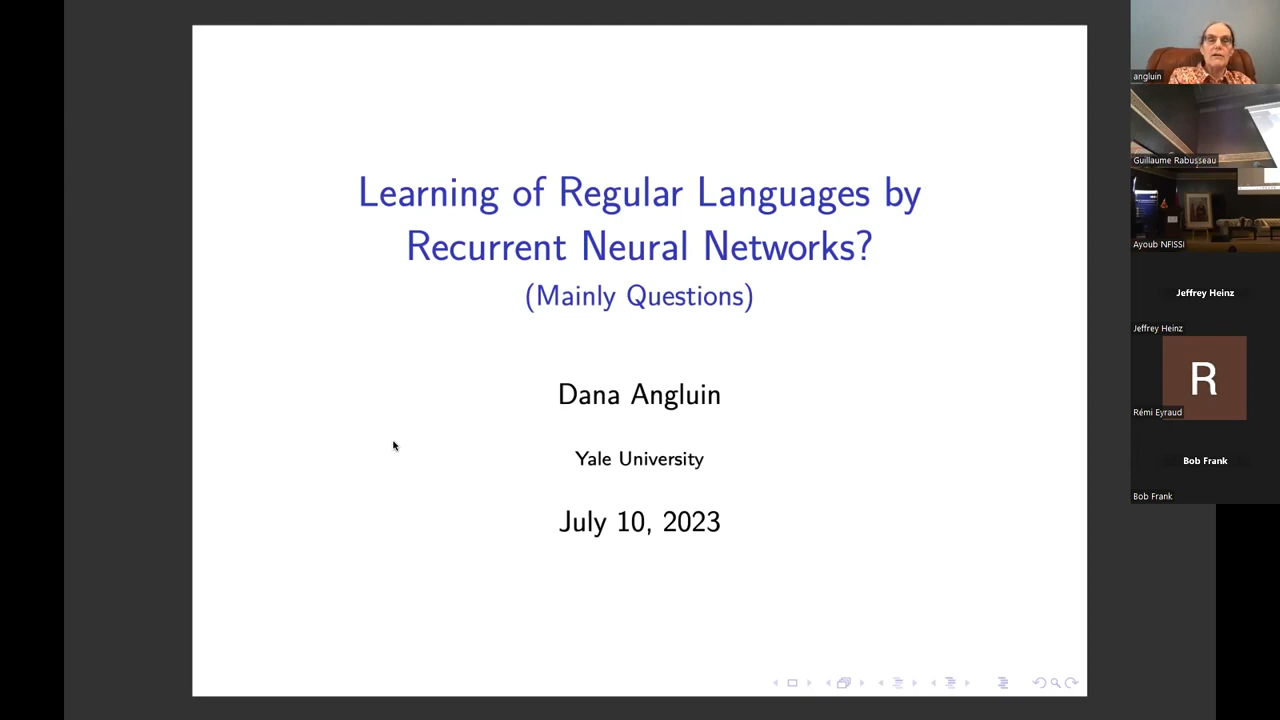 Learning of Regular Languages by
Recurrent Neural Networks?
(Mainly Questions)
Dana Angluin
Yale University
July 10, 2023
angluin
Guillaume Rabusseau
Ayoub NFISSI
Jeffrey Heinz
Jeffrey Heinz
R
Rémi Eyraud
Bob Frank
Bob Frank